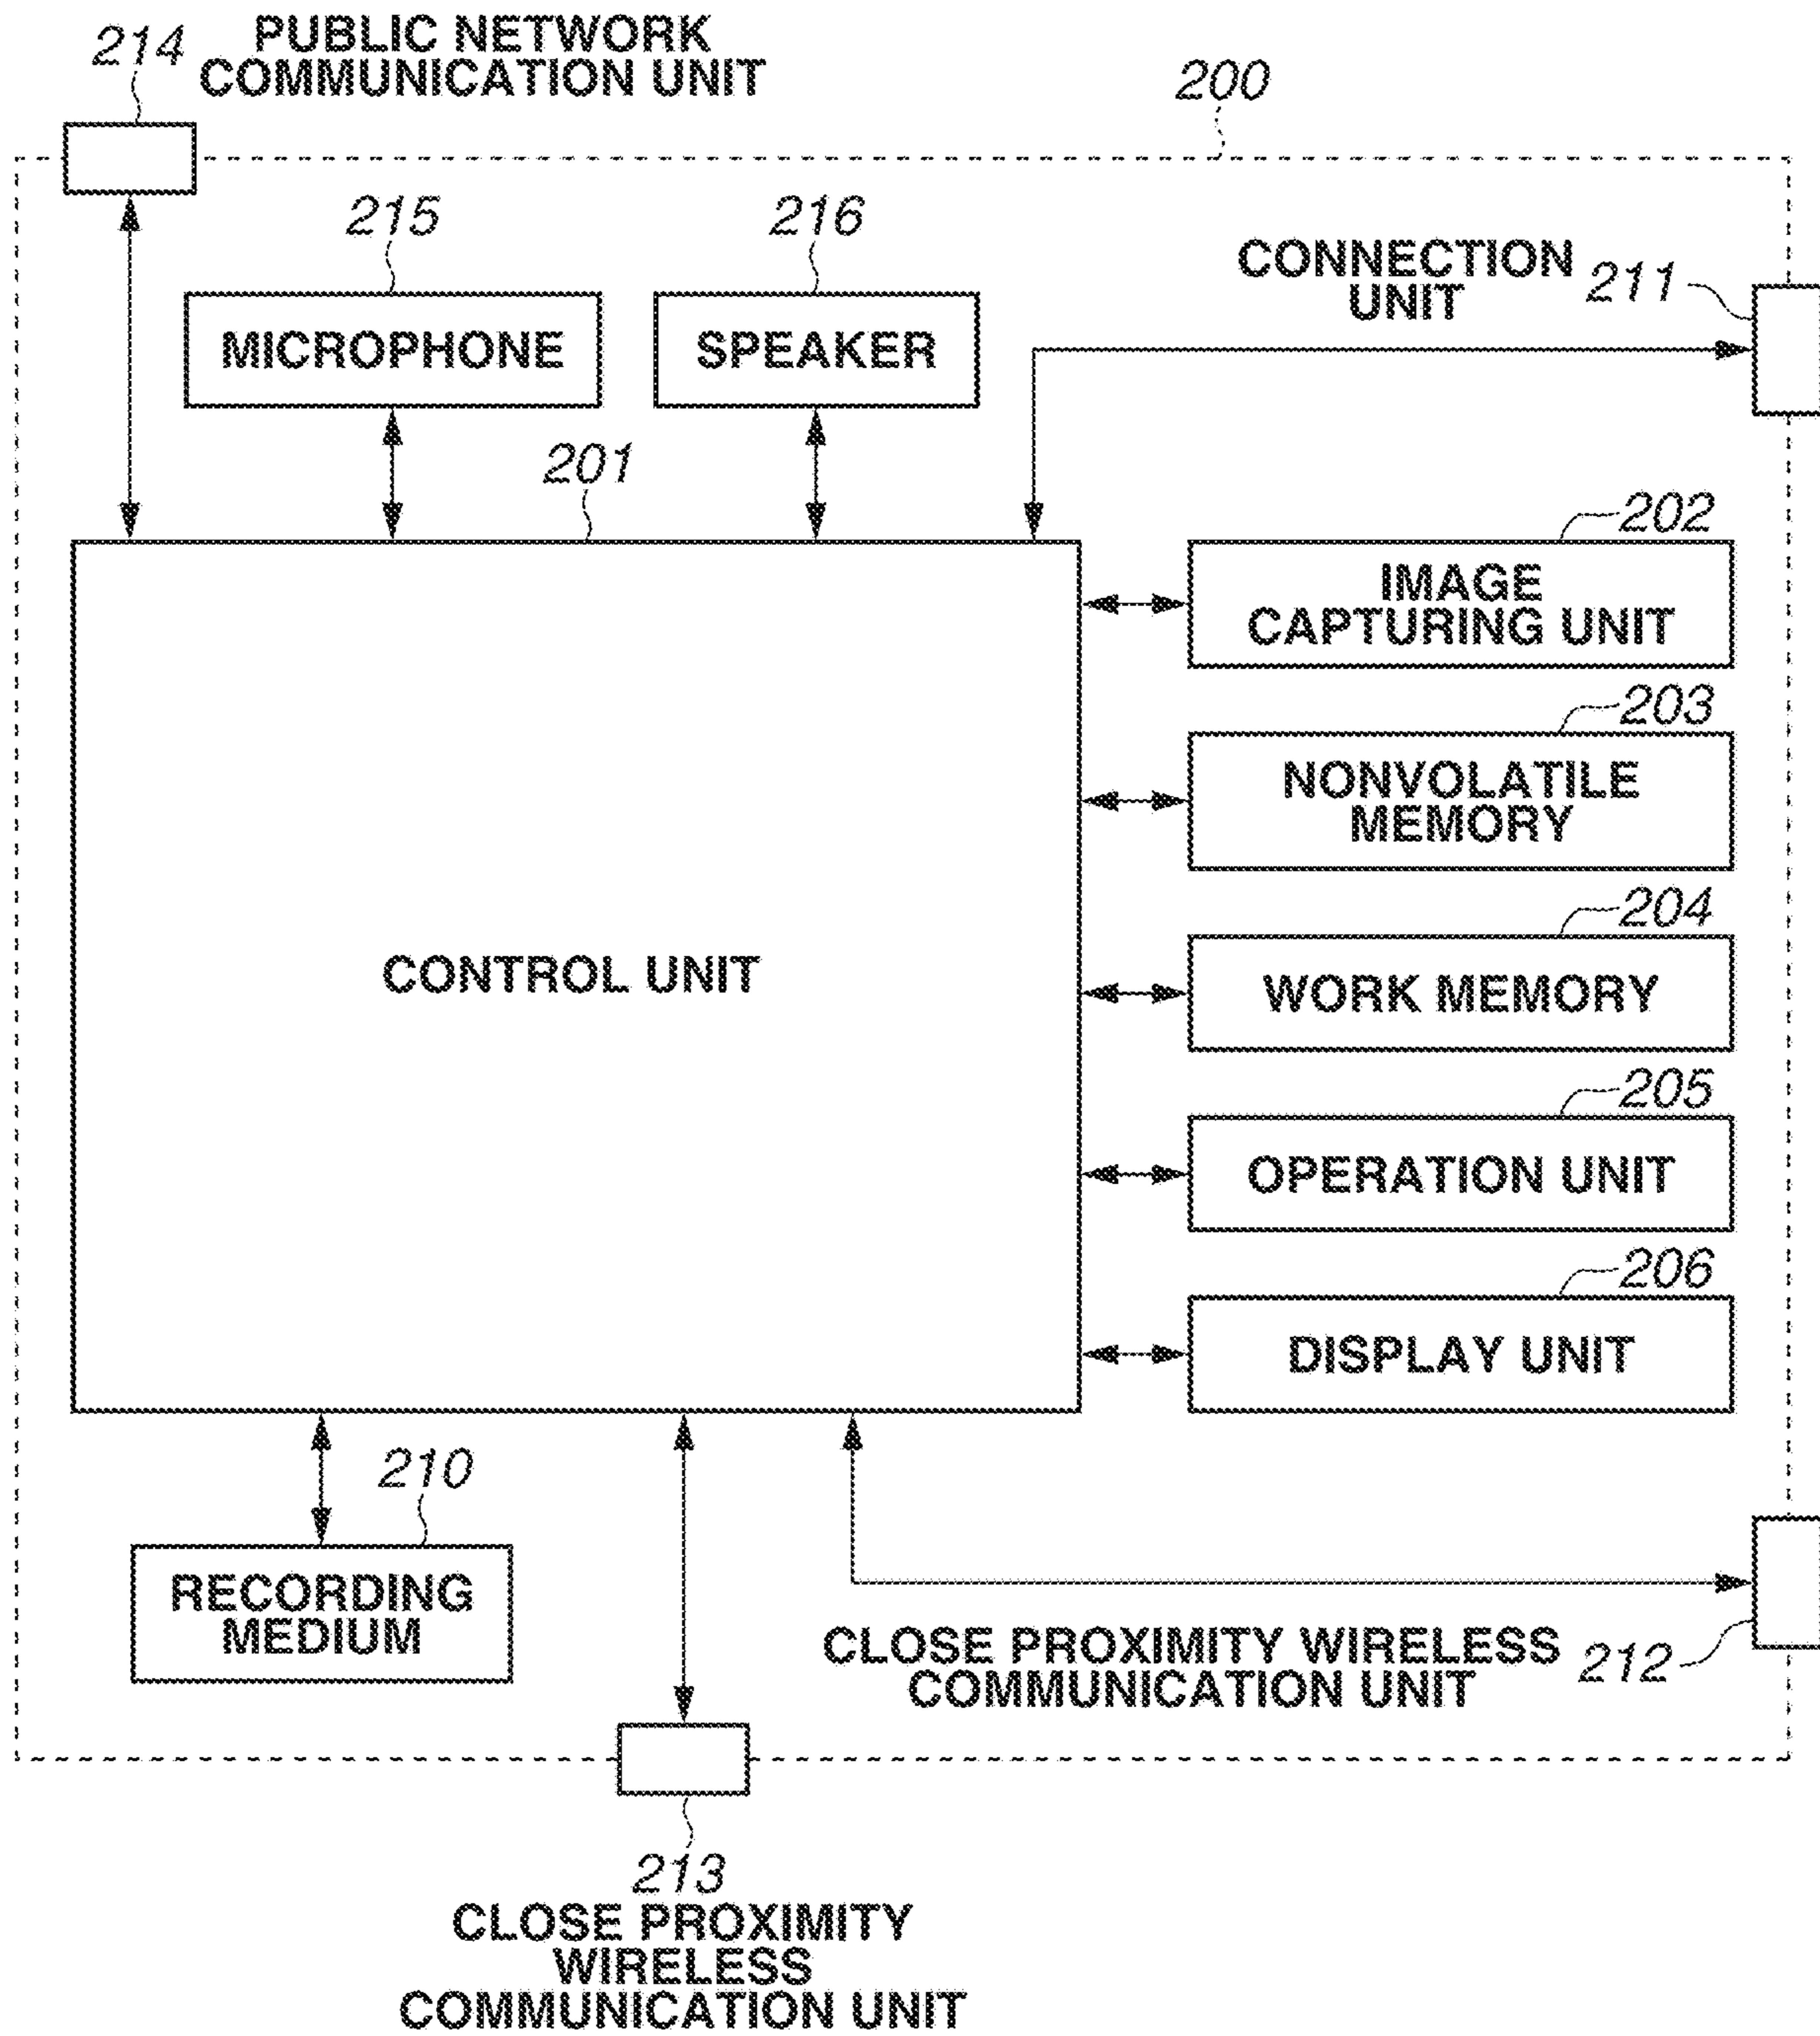 214
PUBLIC NETWORK
COMMUNICATION UNIT
200
215
216
CONNECTION
UNIT
211
MICROPHONE
SPEAKER
201
202
IMAGE
CAPTURING UNIT
203
NONVOLATILE
MEMORY
CONTROL UNIT
204
WORK MEMORY
205
OPERATION UNIT
206
DISPLAY UNIT
210
RECORDING
MEDIUM
CLOSE PROXIMITY WIRELESS
COMMUNICATION UNIT
212
213
CLOSE PROXIMITY
WIRELESS
COMMUNICATION UNIT